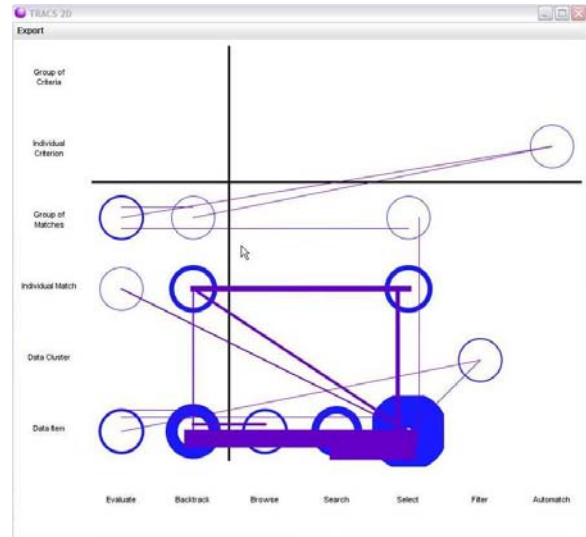 TRACS 2D
Export
Group of
Criteria
Individual
Criterion
Group of
Matches
Individual Match
Data Cluster
Data Item
Evaluate Backtrack Browse Search Select Filter Automatch